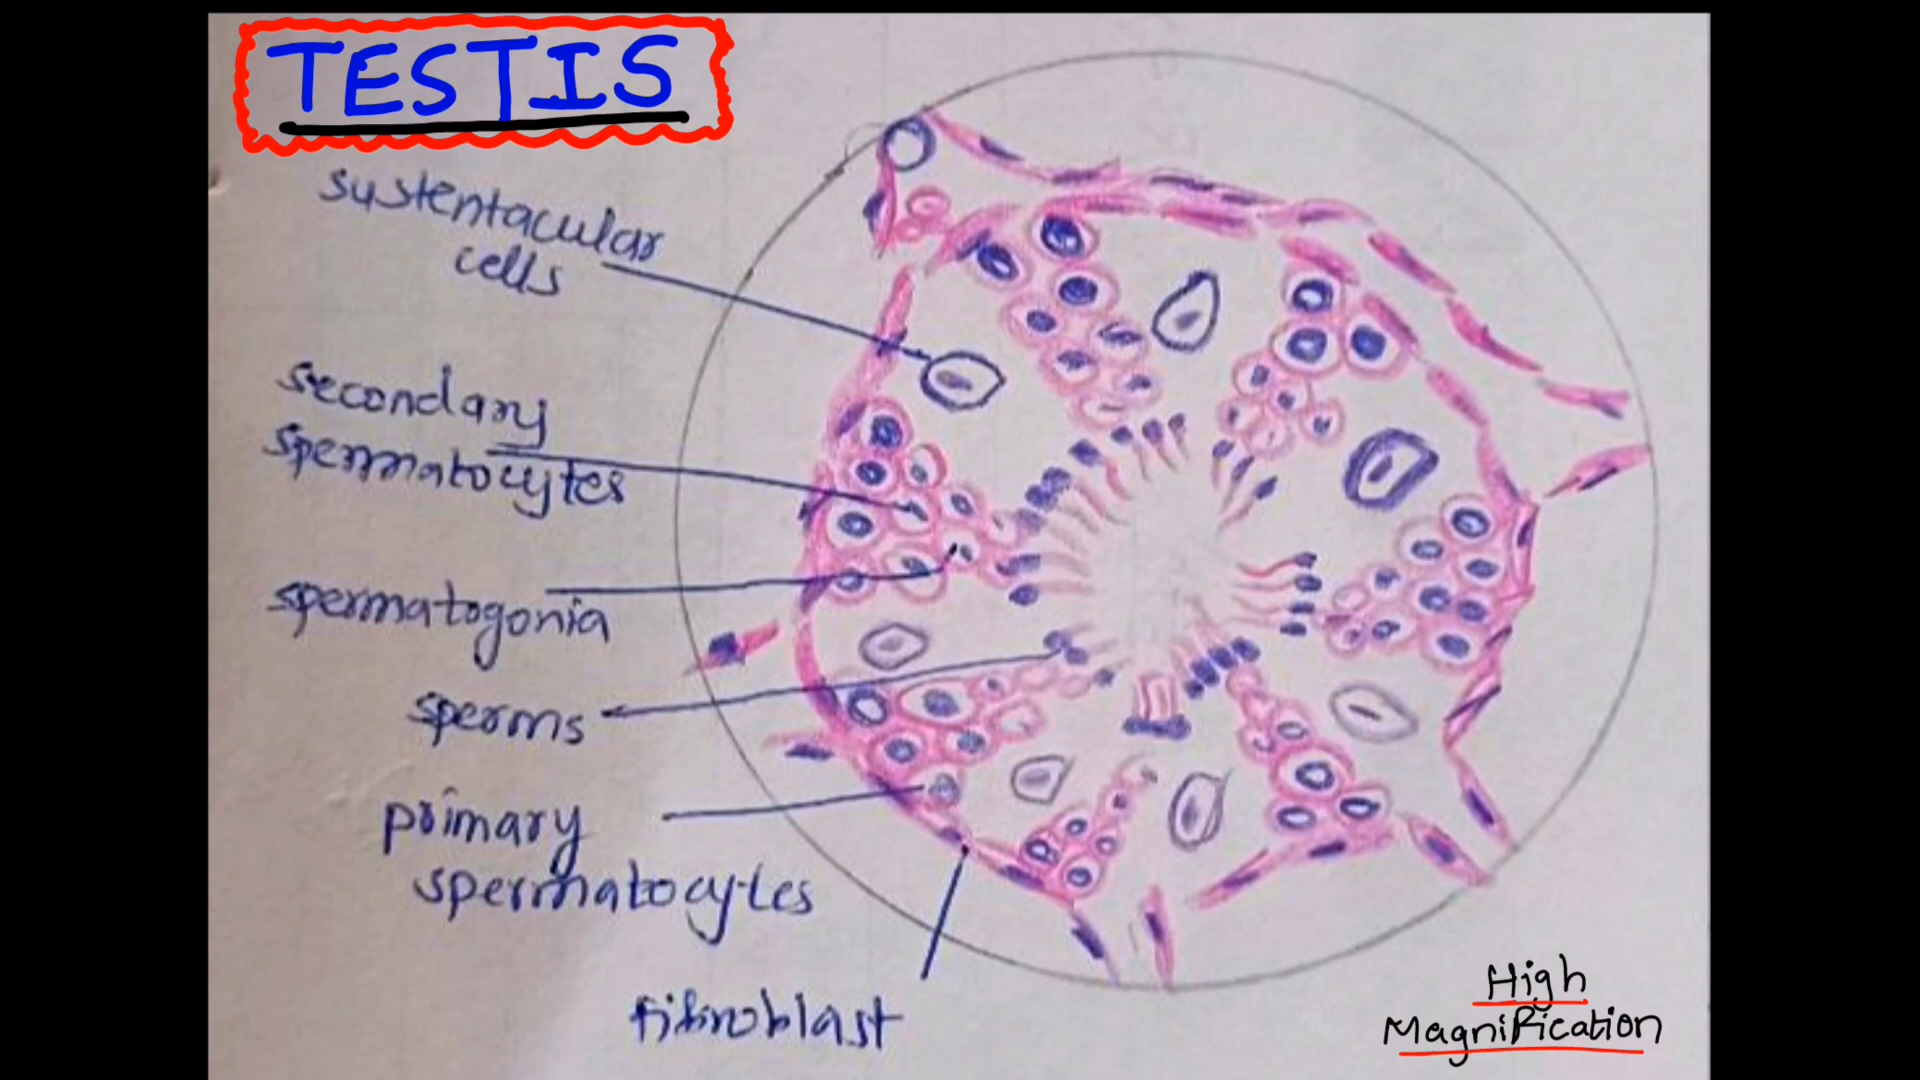 TESTIS
sustentacular
cells
secondary
spermatocytes
spermatogonia
sperms
primary
spermatocytes
fibroblast
High
Magnification